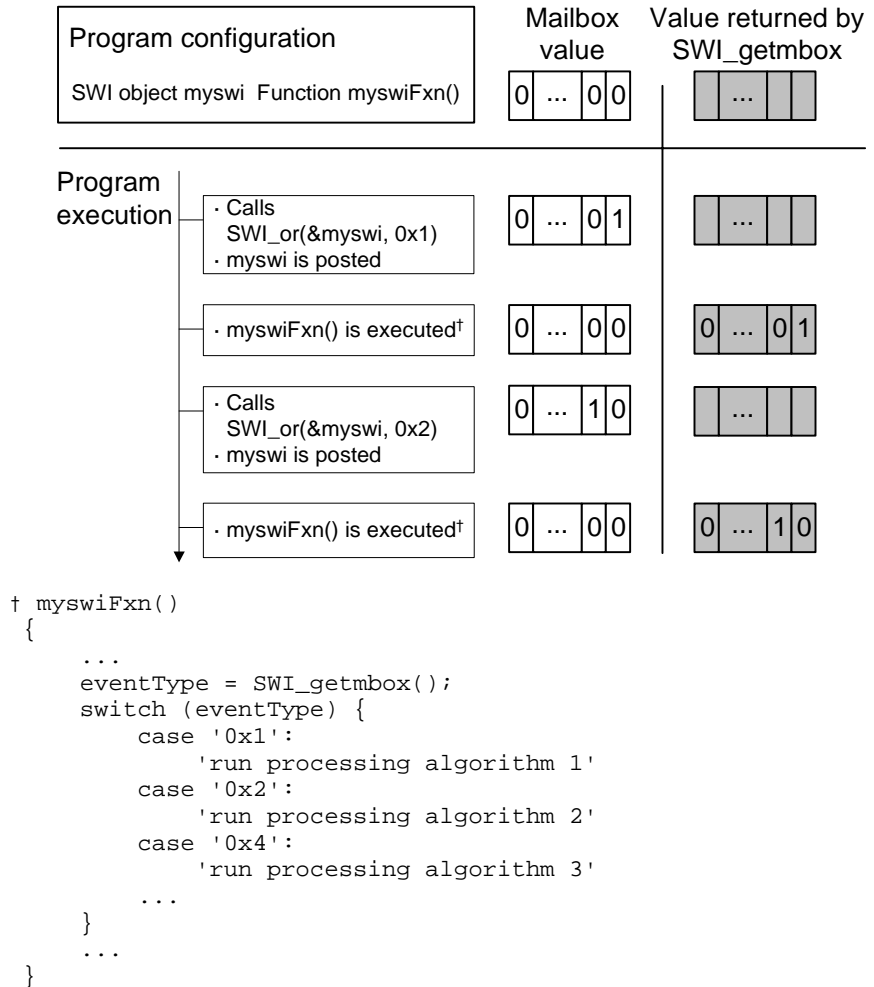 Program configuration
SWI object myswi Function myswiFxn()
Mailbox
value
Value returned by
SWI_getmbox
0 ... 0 0
...
Program
execution
· Calls
SWI_or(&myswi, 0x1)
· myswi is posted
0 ... 0 1
...
· myswiFxn() is executed†
0 ... 0 0
0 ... 0 1
· Calls
SWI_or(&myswi, 0x2)
· myswi is posted
0 ... 1 0
...
· myswiFxn() is executed†
0 ... 0 0
0 ... 1 0
† myswiFxn()
{
...
eventType = SWI_getmbox();
switch (eventType) {
case '0x1':
'run processing algorithm 1'
case '0x2':
'run processing algorithm 2'
case '0x4':
'run processing algorithm 3'
...
}
...
}